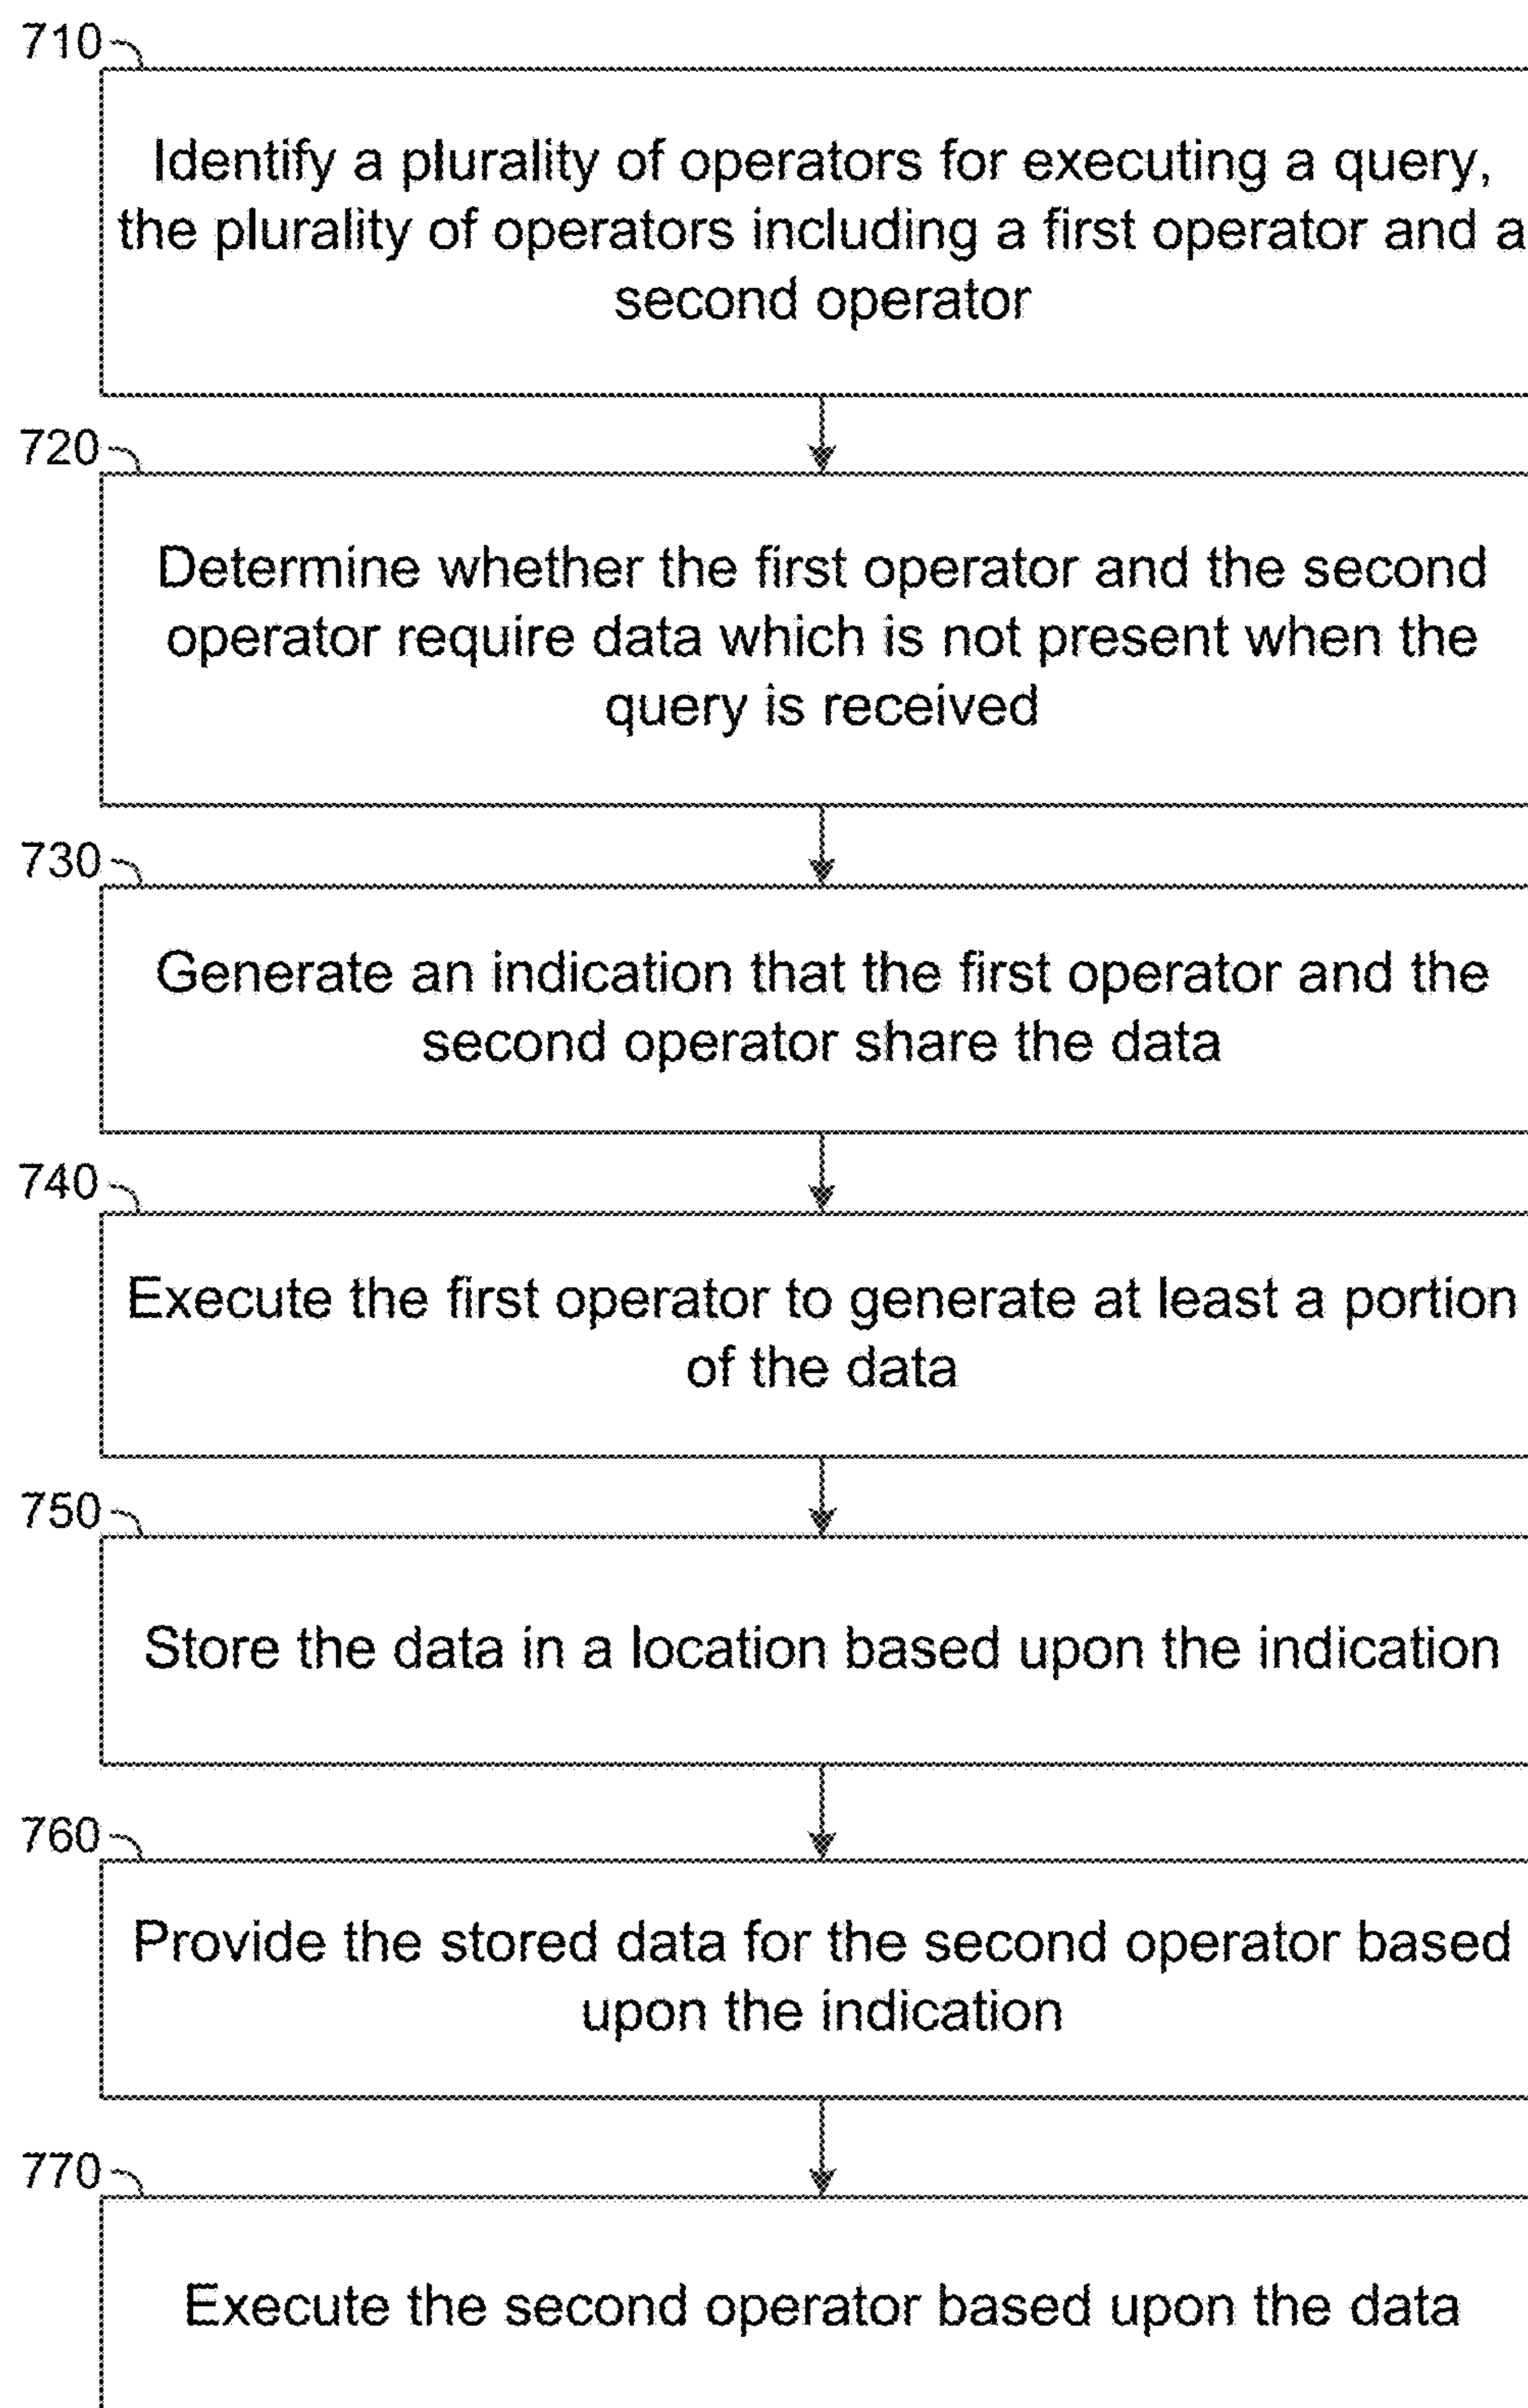 710
Identify a plurality of operators for executing a query,
the plurality of operators including a first operator and a
second operator
720
Determine whether the first operator and the second
operator require data which is not present when the
query is received
730
Generate an indication that the first operator and the
second operator share the data
740
Execute the first operator to generate at least a portion
of the data
750
Store the data in a location based upon the indication
760
Provide the stored data for the second operator based
upon the indication
770
Execute the second operator based upon the data